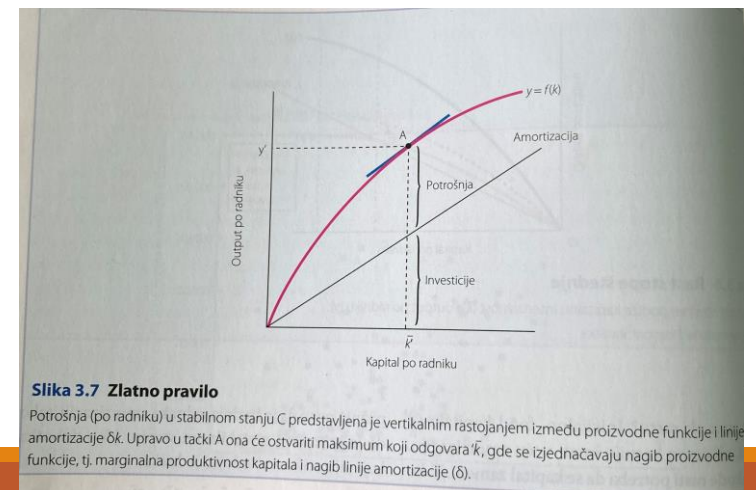 y = f(k)
Amortizacija
A
y'
Potrošnja
Output po radniku
Investicije
k̄'
Kapital po radniku
Slika 3.7 Zlatno pravilo
Potrošnja (po radniku) u stabilnom stanju C predstavljena je vertikalnim rastojanjem između proizvodne funkcije i linije
amortizacije δk. Upravo u tački A ona će ostvariti maksimum koji odgovara 'k̄, gde se izjednačavaju nagib proizvodne
funkcije, tj. marginalna produktivnost kapitala i nagib linije amortizacije (δ).